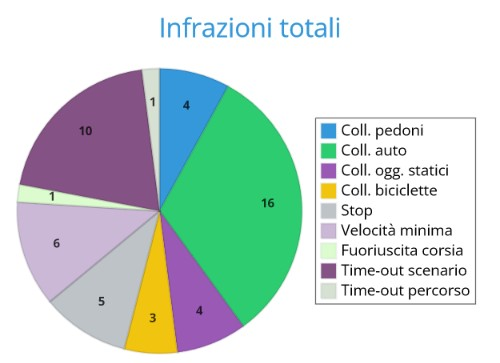 Infrazioni totali
4
16
4
3
5
6
1
10
1
Coll. pedoni
Coll. auto
Coll. ogg. statici
Coll. biciclette
Stop
Velocità minima
Fuoriuscita corsia
Time-out scenario
Time-out percorso